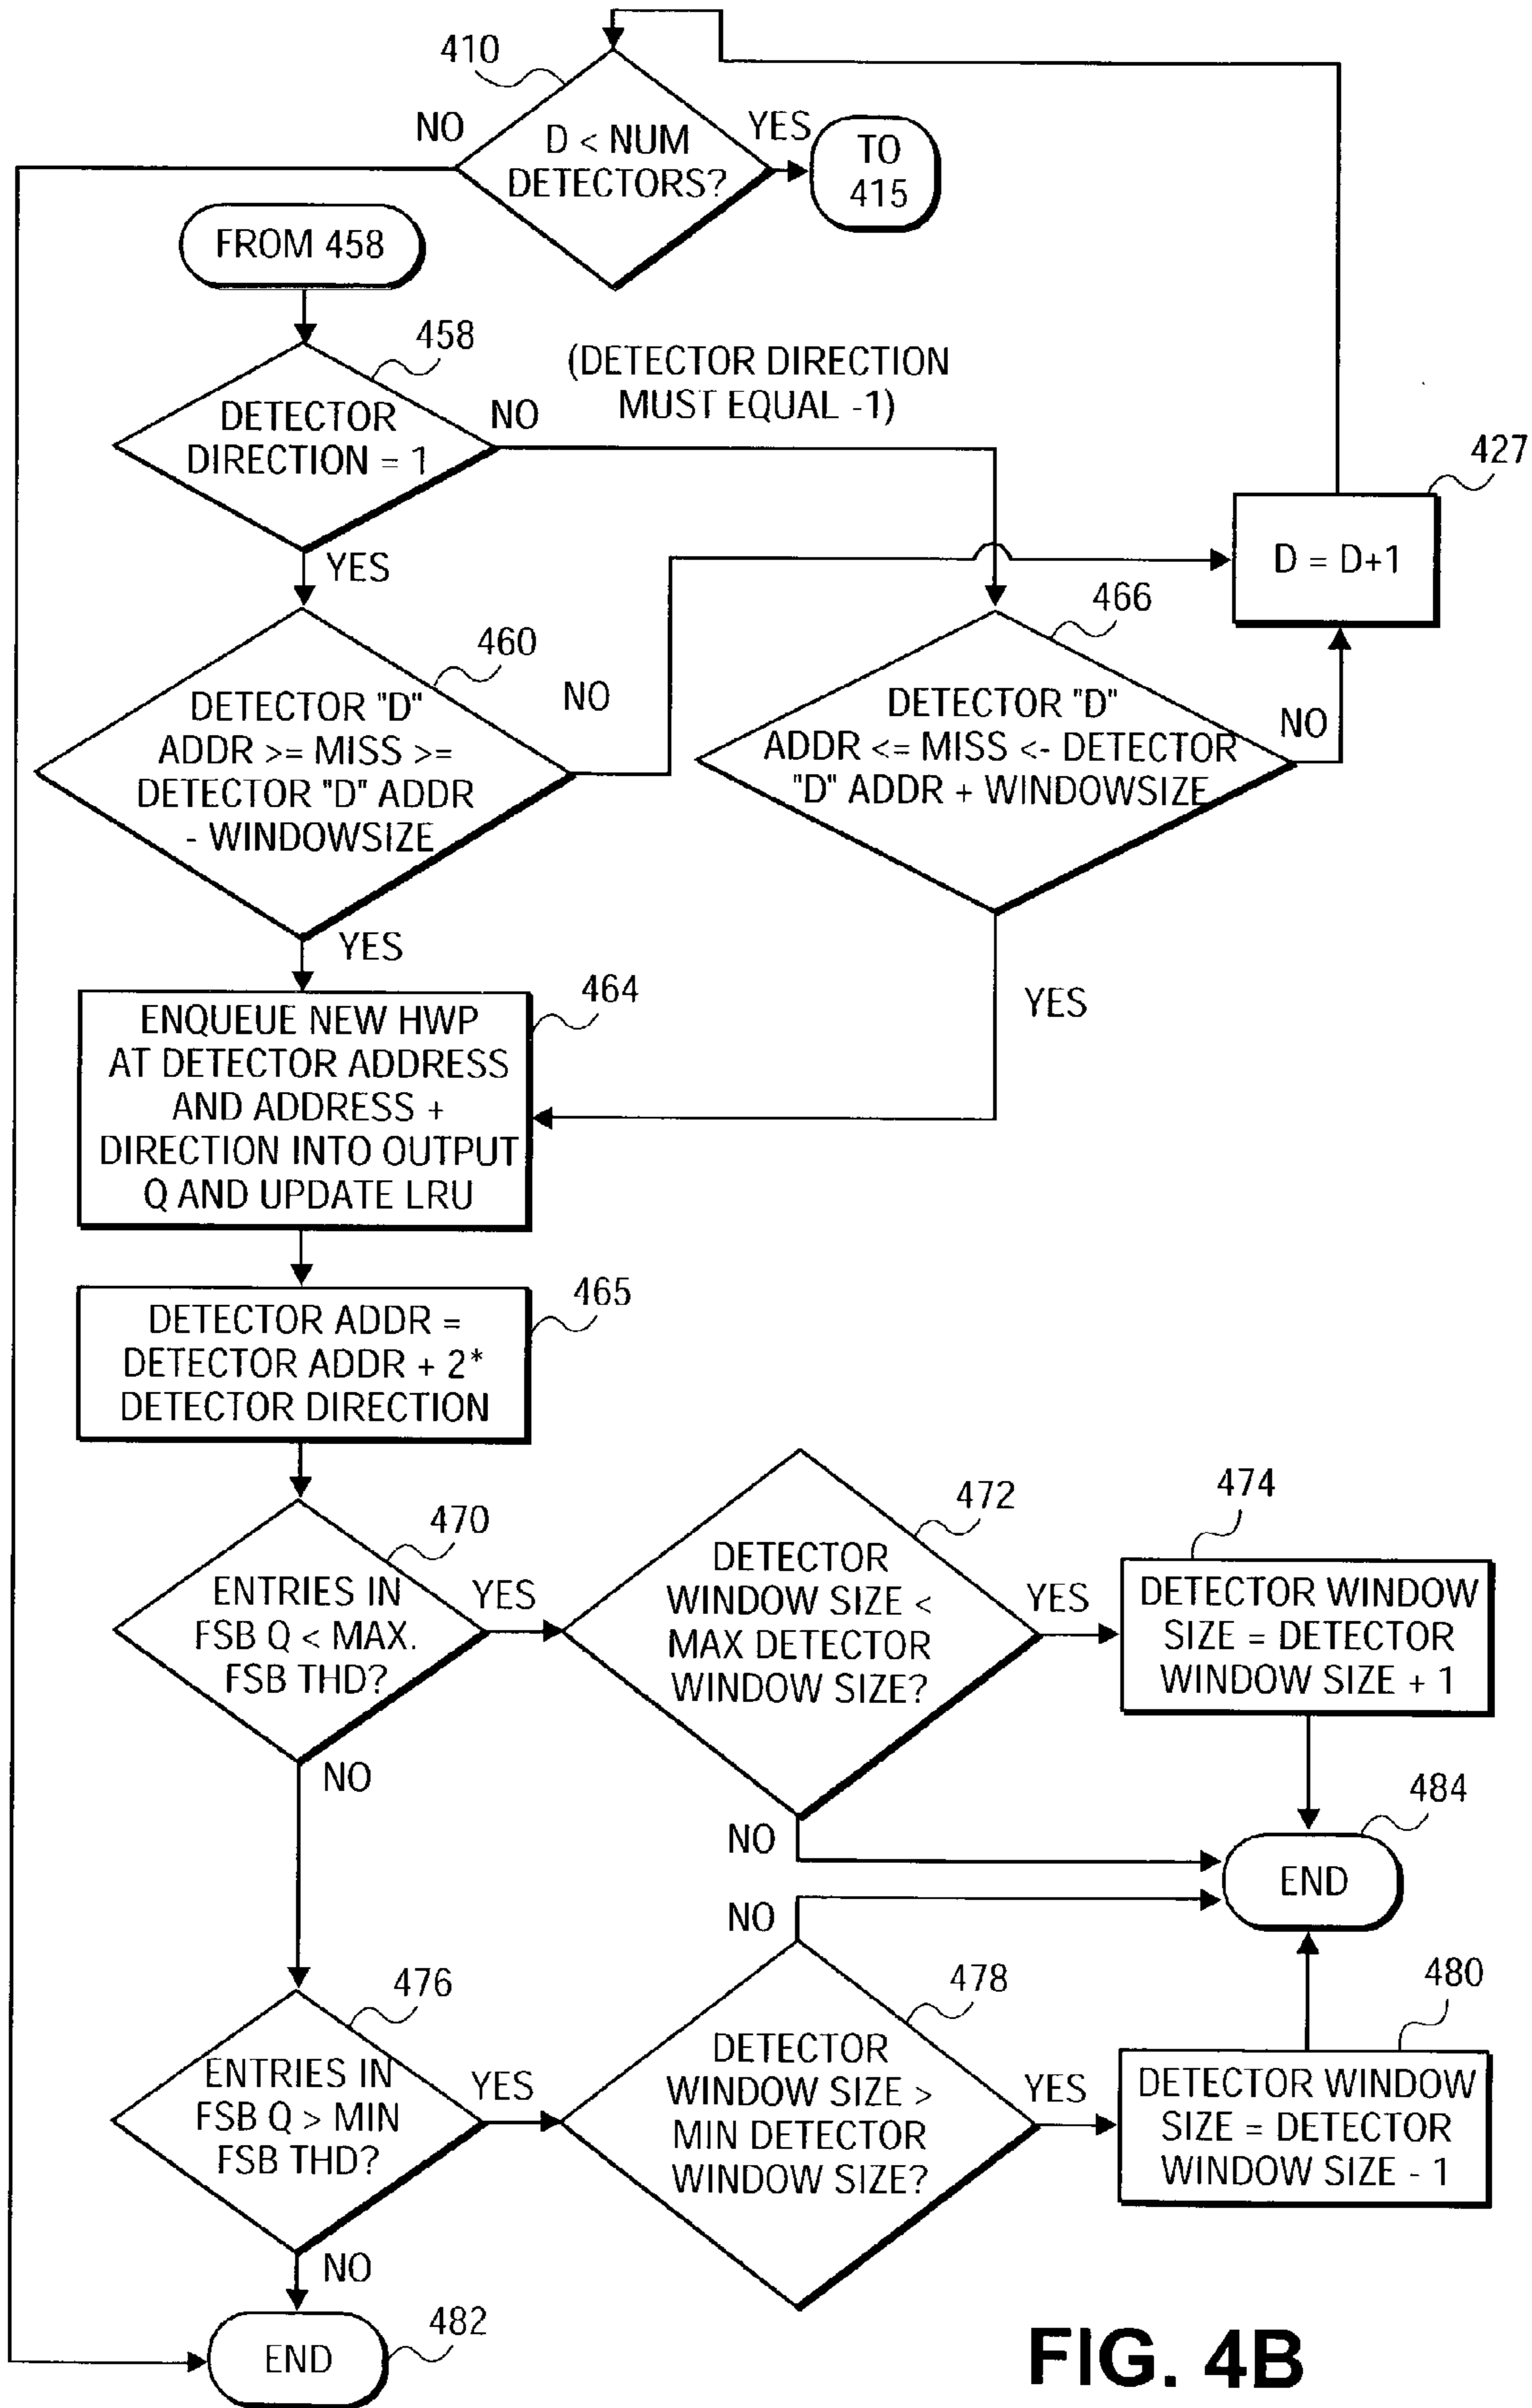 410
NO
D < NUM
DETECTORS?
YES
TO
415
FROM 458
458
DETECTOR
DIRECTION = 1
NO
(DETECTOR DIRECTION
MUST EQUAL -1)
YES
427
D = D+1
460
DETECTOR "D"
ADDR >= MISS >=
DETECTOR "D" ADDR
- WINDOWSIZE
NO
466
DETECTOR "D"
ADDR <= MISS <- DETECTOR
"D" ADDR + WINDOWSIZE
NO
YES
YES
464
ENQUEUE NEW HWP
AT DETECTOR ADDRESS
AND ADDRESS +
DIRECTION INTO OUTPUT
Q AND UPDATE LRU
465
DETECTOR ADDR =
DETECTOR ADDR + 2*
DETECTOR DIRECTION
470
ENTRIES IN
FSB Q < MAX.
FSB THD?
YES
NO
472
DETECTOR
WINDOW SIZE <
MAX DETECTOR
WINDOW SIZE?
YES
NO
474
DETECTOR WINDOW
SIZE = DETECTOR
WINDOW SIZE + 1
484
END
476
ENTRIES IN
FSB Q > MIN
FSB THD?
YES
NO
NO
478
DETECTOR
WINDOW SIZE >
MIN DETECTOR
WINDOW SIZE?
YES
480
DETECTOR WINDOW
SIZE = DETECTOR
WINDOW SIZE - 1
482
END
FIG. 4B